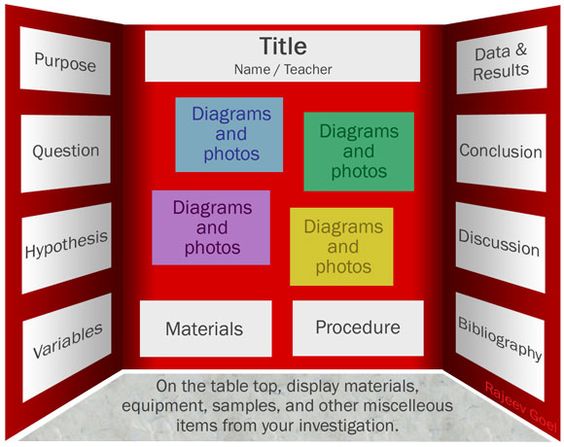 Purpose
Question
Hypothesis
Variables
Title
Name / Teacher
Diagrams
and
photos
Diagrams
and
photos
Diagrams
and
photos
Diagrams
and
photos
Materials
Procedure
Data &
Results
Conclusion
Discussion
Bibliography
Rajeev Goel
On the table top, display materials,
equipment, samples, and other miscelleous
items from your investigation.